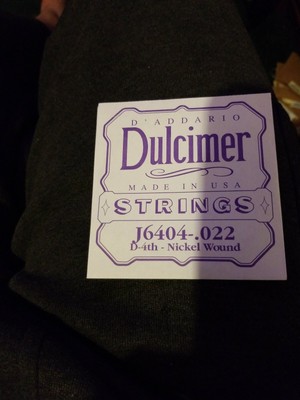 D'ADDARIO
Dulcimer
MADE IN USA
STRINGS
J6404-.022
D-4th - Nickel Wound